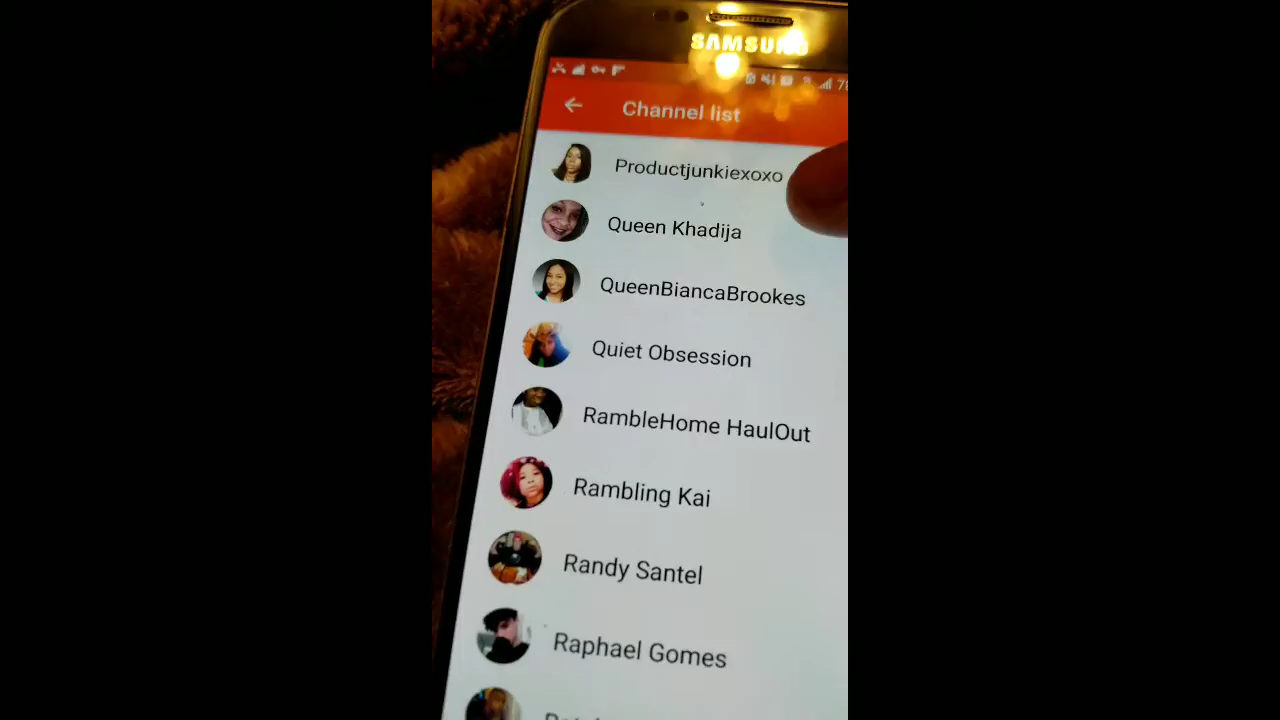 SAMSUNG
Channel list
Productjunkiexoxo
Queen Khadija
QueenBiancaBrookes
Quiet Obsession
RambleHome HaulOut
Rambling Kai
Randy Santel
Raphael Gomes